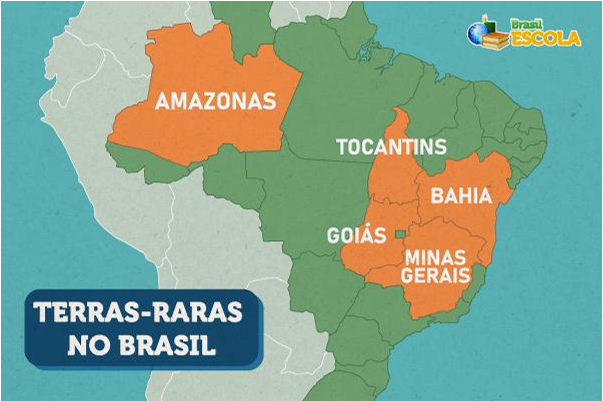 Brasil
ESCOLA
AMAZONAS
TOCANTINS
BAHIA
GOIÁS
MINAS
GERAIS
TERRAS-RARAS
NO BRASIL